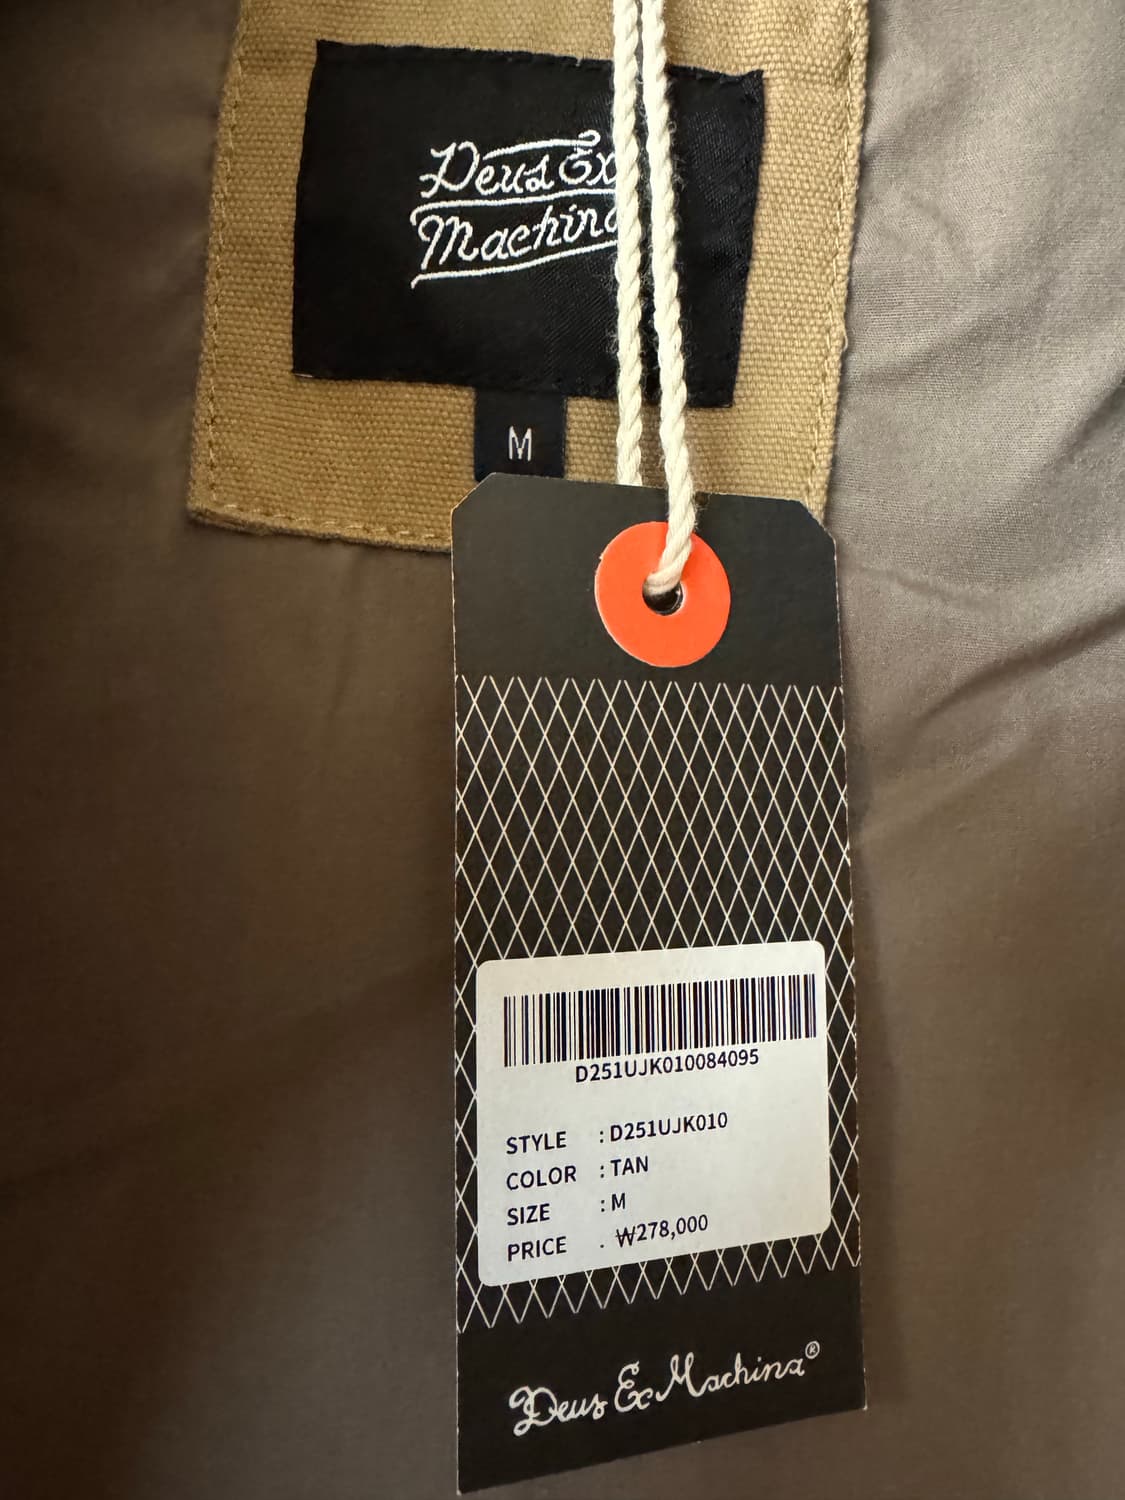 Deus Ex
Machina
M
D251UJK010084095
STYLE : D251UJK010
COLOR : TAN
SIZE : M
PRICE : ₩278,000
Deus Ex Machina®